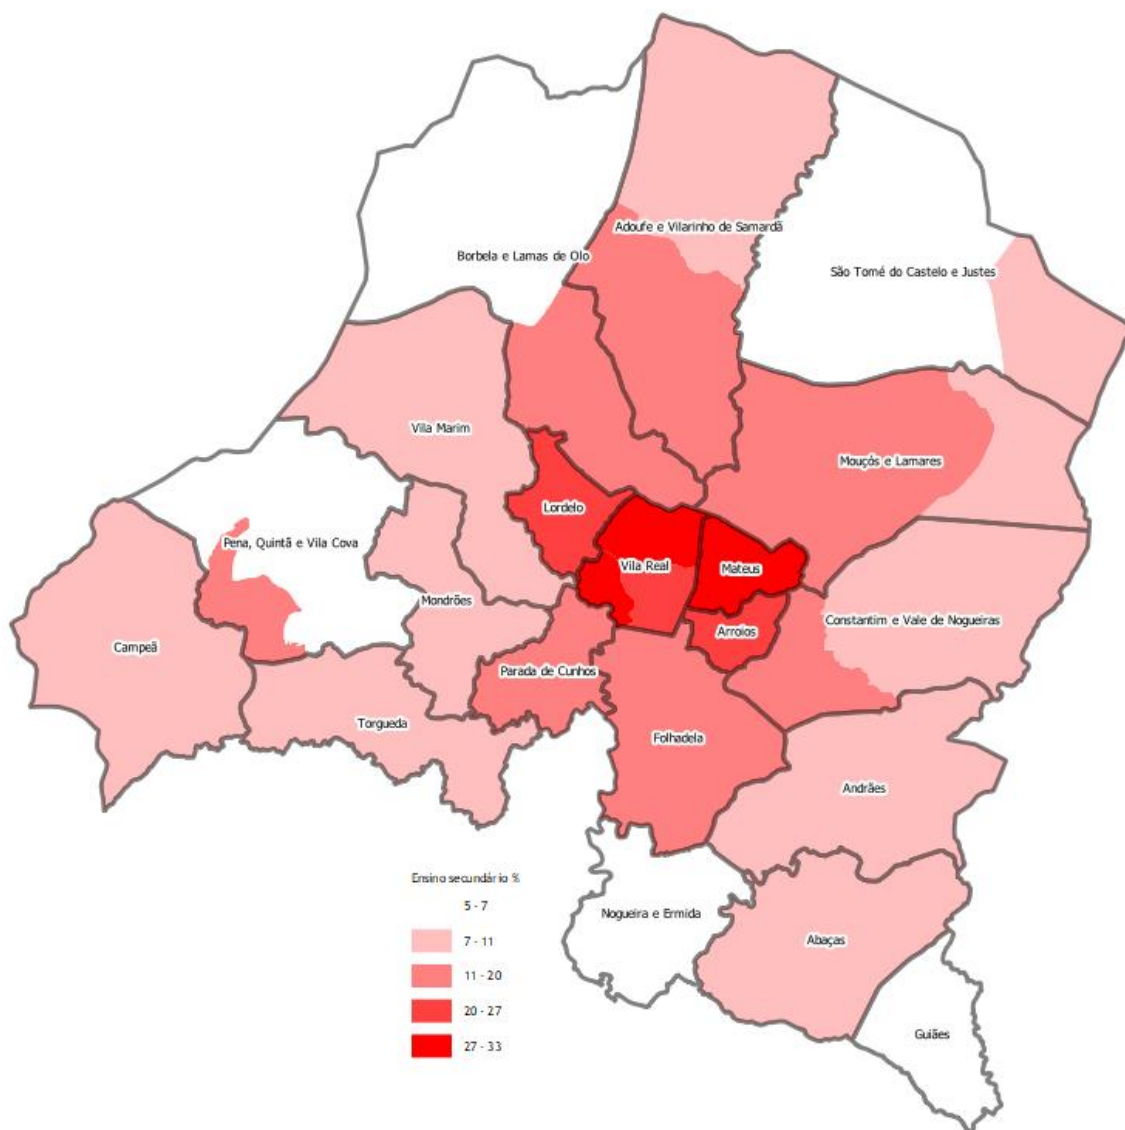 Adoufe e Vilarinho de Samardã
Borbela e Lamas de Olo
São Tomé do Castelo e Justes
Vila Marim
Mouçós e Lamares
Lordelo
Pena, Quintã e Vila Cova
Vila Real
Mateus
Mondrões
Constantim e Vale de Nogueiras
Arroios
Campeã
Parada de Cunhos
Torgueda
Folhadela
Andrães
Ensino secundário %
5 - 7
Nogueira e Ermida
7 - 11
Abaças
11 - 20
20 - 27
Guiães
27 - 33